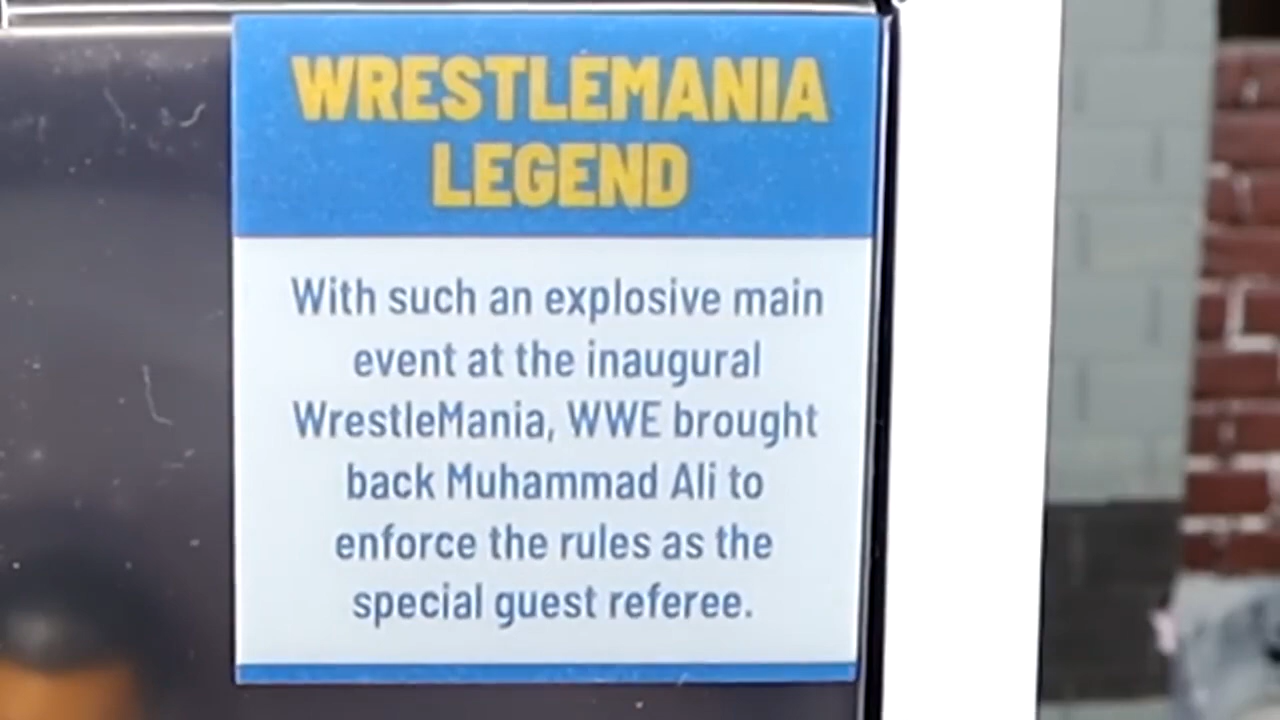 WRESTLEMANIA
LEGEND
With such an explosive main
event at the inaugural
WrestleMania, WWE brought
back Muhammad Ali to
enforce the rules as the
special guest referee.